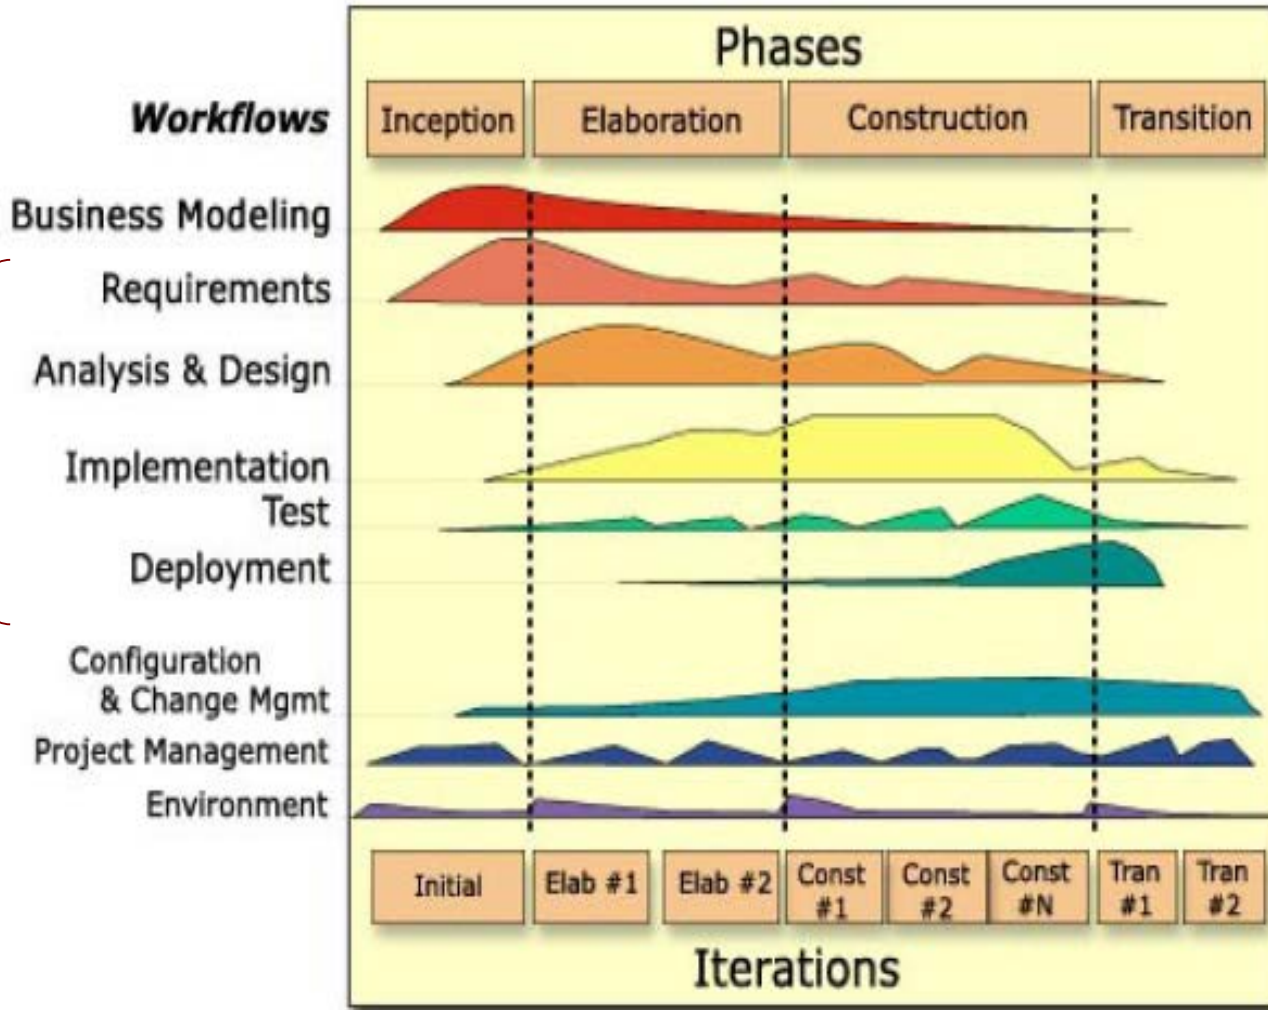 Phases
Workflows Inception Elaboration Construction Transition
Business Modeling
Requirements
Analysis & Design
Implementation
Test
Deployment
Configuration
& Change Mgmt
Project Management
Environment
Initial Elab #1 Elab #2 Const #1 Const #2 Const #N Tran #1 Tran #2
Iterations